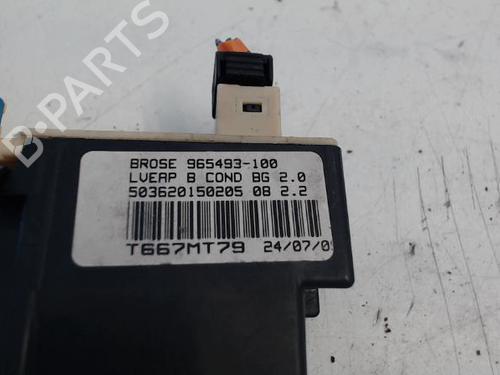 BROSE 965493-100
LVEAP B COND BG 2.0
503620150205 08 2.2
T667MT79 24/07/0
D-PARTS